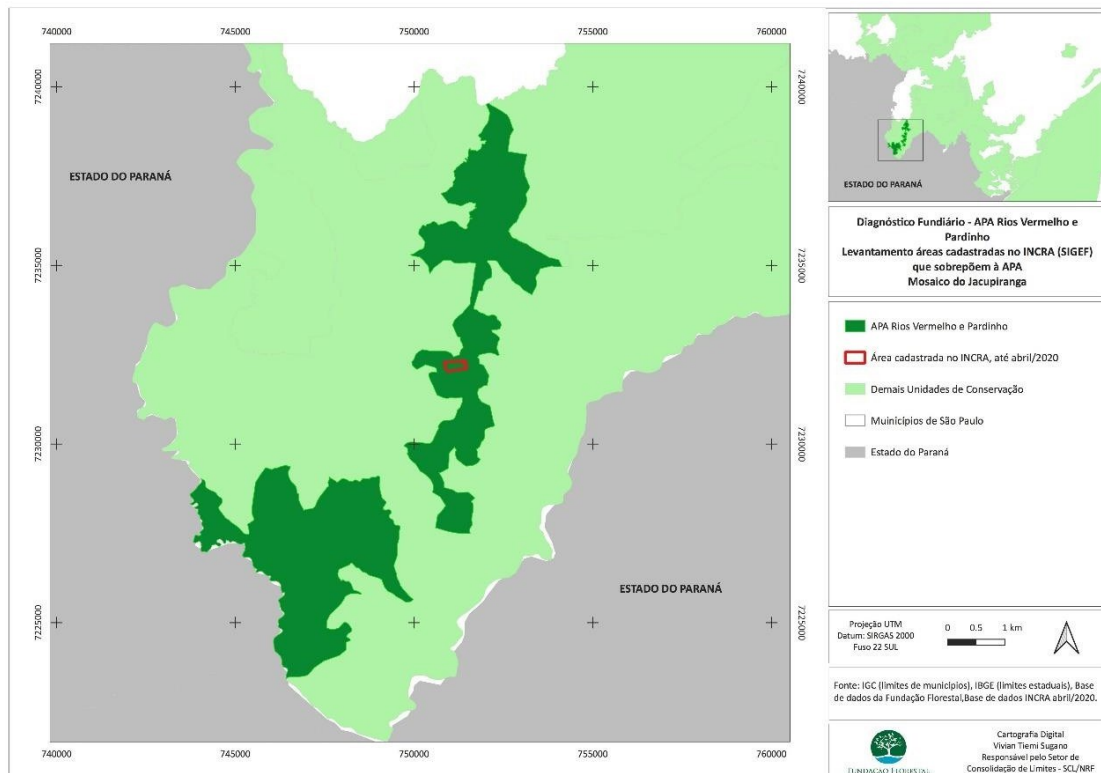 740000 745000 750000 755000 760000
7240000 7240000
ESTADO DO PARANÁ
7235000 7235000
7230000 7230000
ESTADO DO PARANÁ
7225000 7225000
740000 745000 750000 755000 760000
ESTADO DO PARANÁ
Diagnóstico Fundiário - APA Rios Vermelho e
Pardinho
Levantamento áreas cadastradas no INCRA (SIGEF)
que sobrepõem à APA
Mosaico do Jacupiranga
APA Rios Vermelho e Pardinho
Área cadastrada no INCRA, até abril/2020
Demais Unidades de Conservação
Municípios de São Paulo
Estado do Paraná
Projeção UTM
Datum: SIRGAS 2000
Fuso 22 SUL
0 0.5 1 km
Fonte: IGC (limites de municípios), IBGE (limites estaduais), Base
de dados da Fundação Florestal,Base de dados INCRA abril/2020.
FUNDAÇÃO FLORESTAL
Cartografia Digital
Vivian Tiemi Sugano
Responsável pelo Setor de
Consolidação de Limites - SCL/NRF